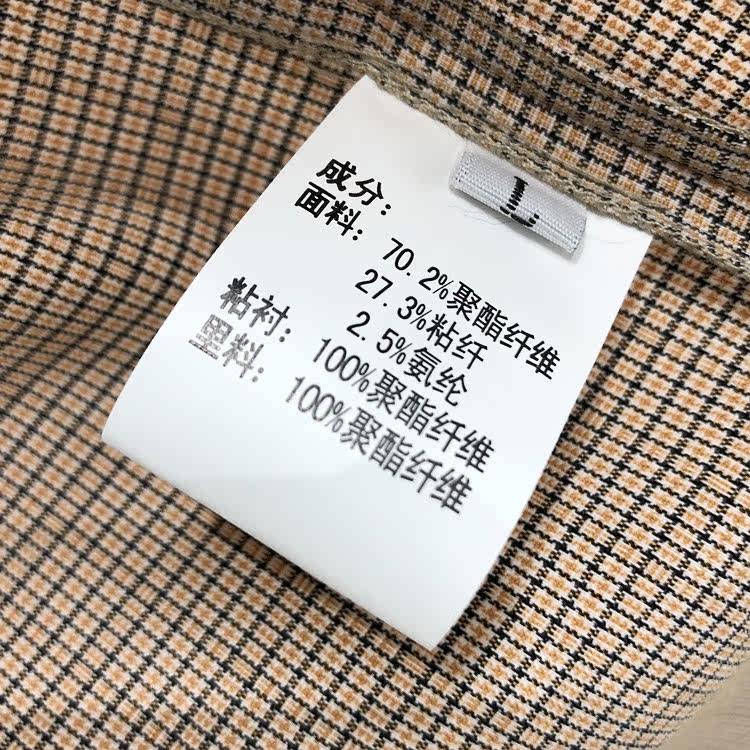 L
成分:
面料: 70.2%聚酯纤维
27.3%粘纤
2.5%氨纶
粘衬: 100%聚酯纤维
里料: 100%聚酯纤维